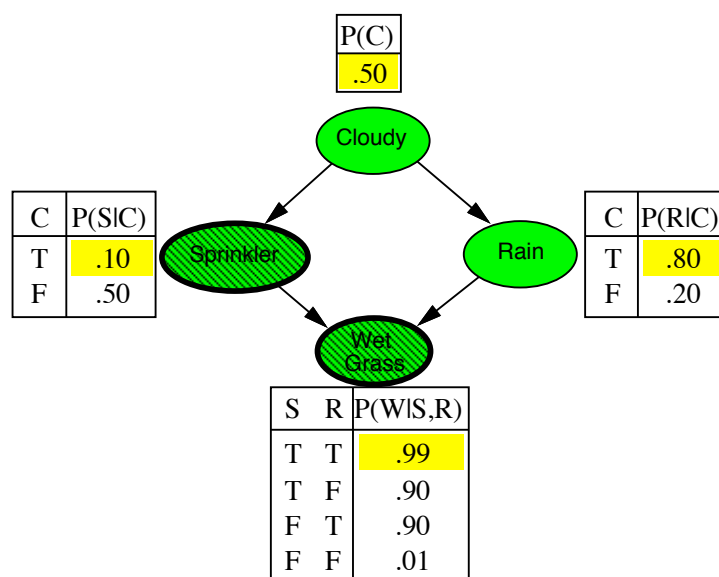 P(C)
.50
Cloudy
C P(S|C)
T .10
F .50
Sprinkler
Rain
C P(R|C)
T .80
F .20
Wet
Grass
S R P(W|S,R)
T T .99
T F .90
F T .90
F F .01